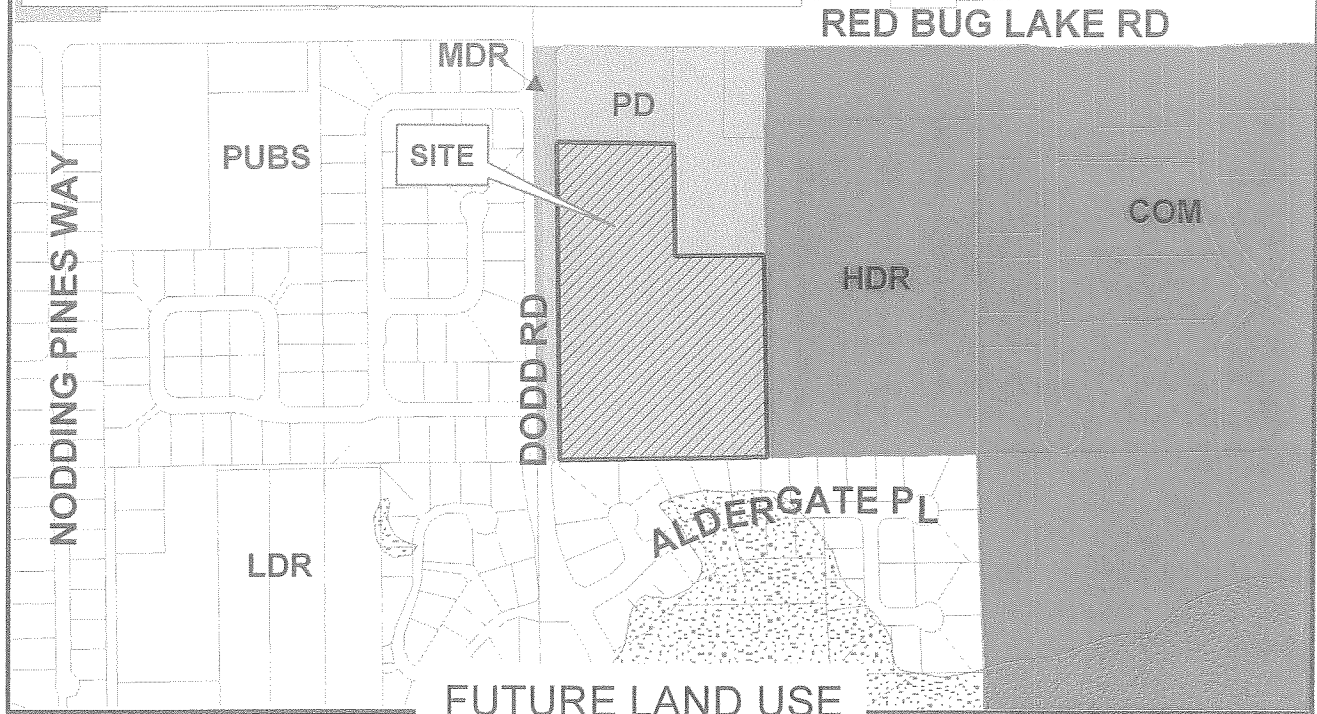 RED BUG LAKE RD
MDR
PD
PUBS
SITE
NODDING PINES WAY
COM
HDR
DODD RD
ALDERGATE PL
LDR
FUTURE LAND USE